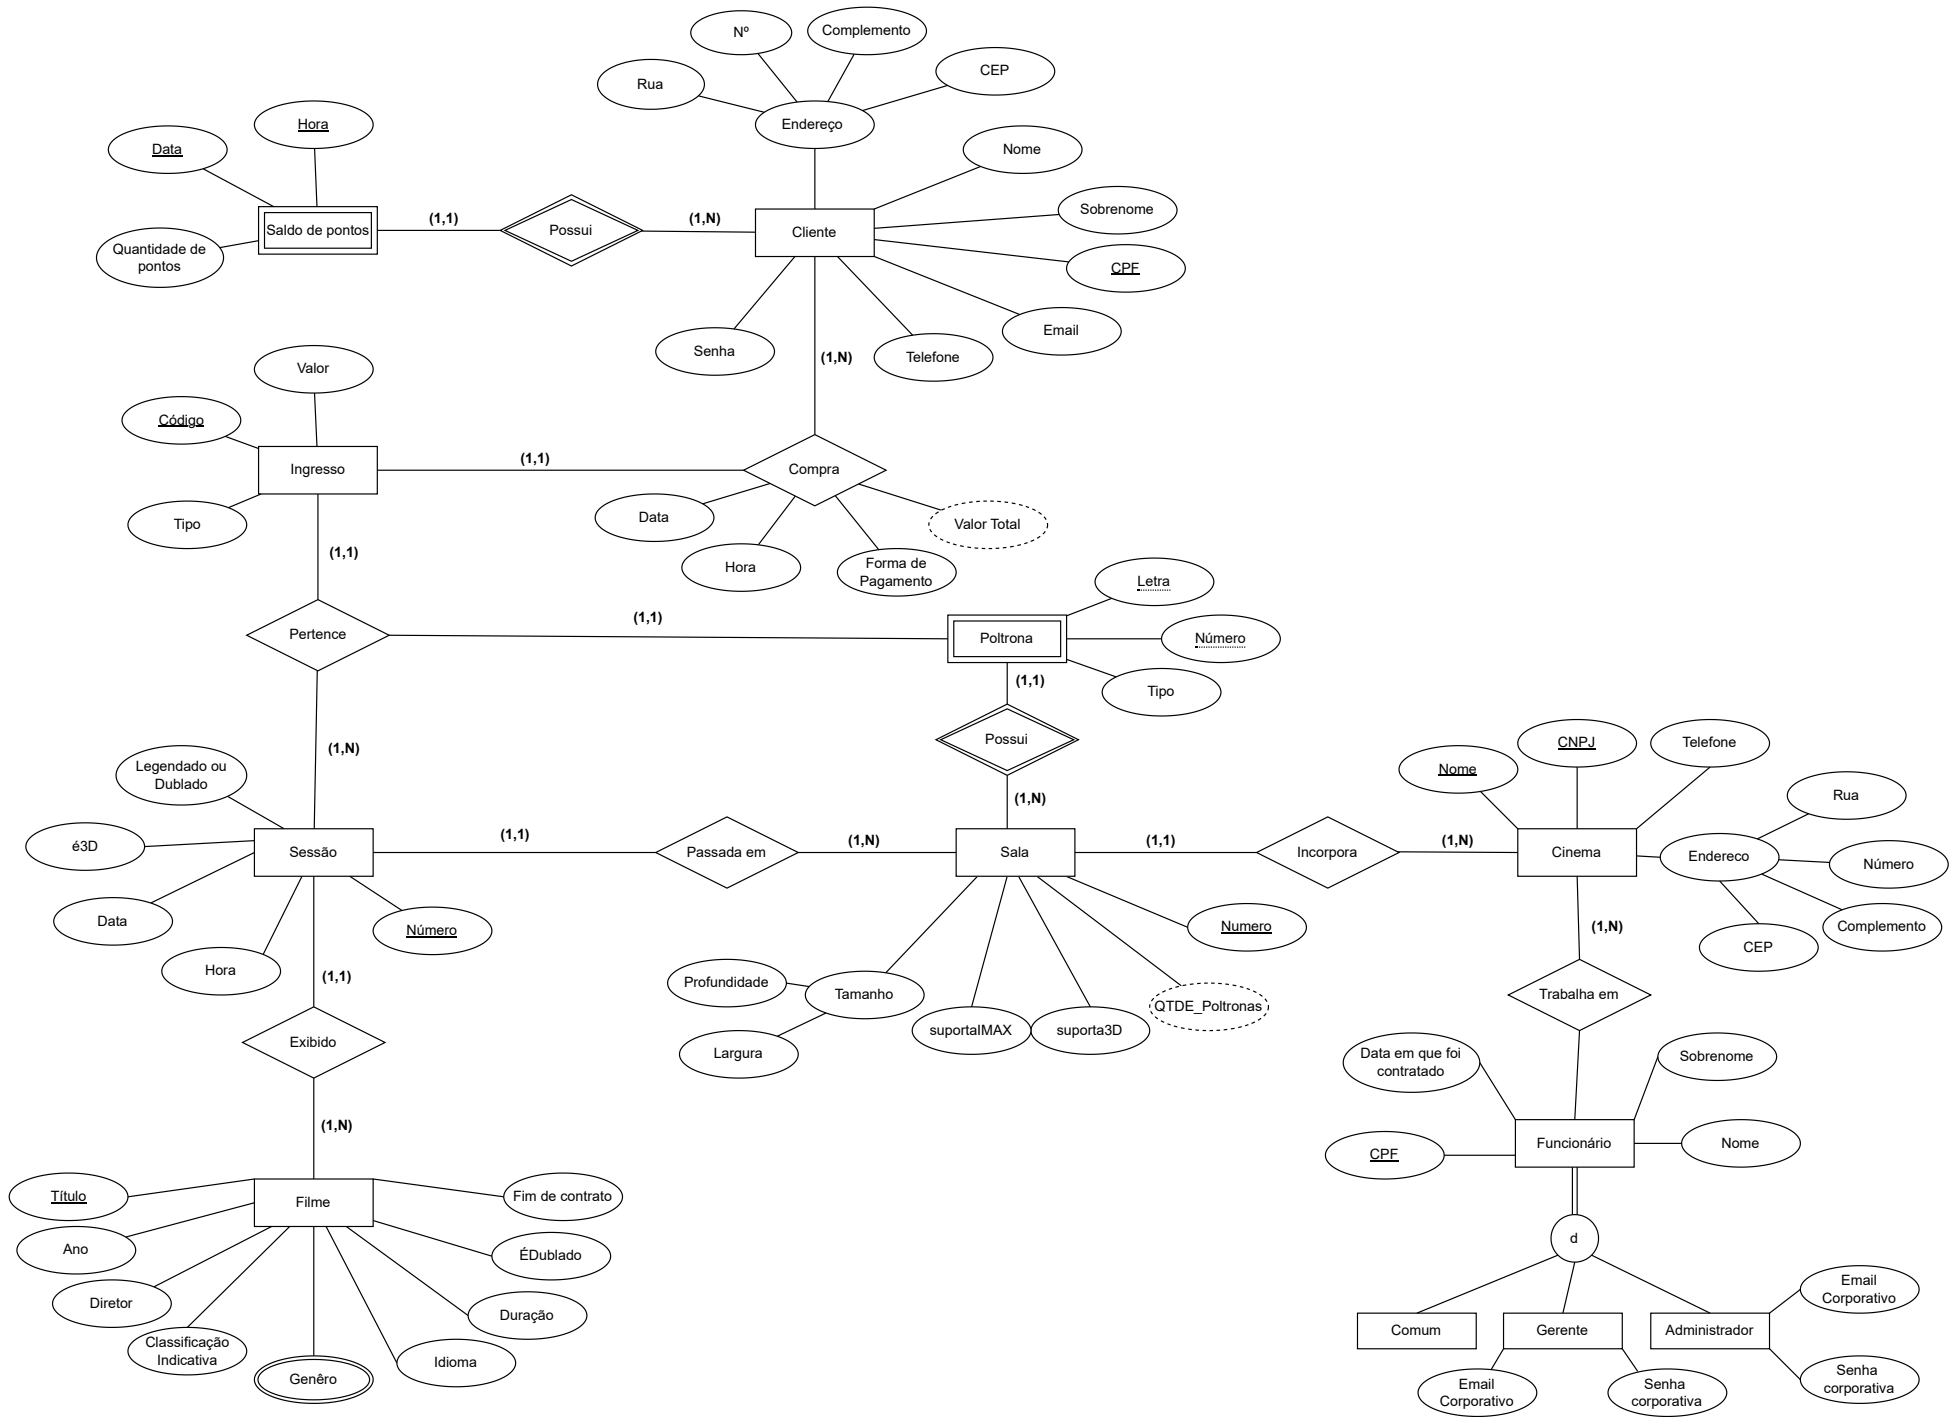 Nº
Complemento
CEP
Rua
Endereço
Hora
Data
Nome
Sobrenome
(1,1)
(1,N)
Saldo de pontos
Possui
Cliente
Quantidade de
pontos
CPF
Email
Senha
(1,N)
Telefone
Valor
Código
Ingresso
(1,1)
Compra
Tipo
Data
Valor Total
Hora
Forma de
Pagamento
(1,1)
Letra
(1,1)
Pertence
Poltrona
Número
(1,1)
Tipo
Possui
(1,N)
CNPJ
Telefone
Nome
Legendado ou
Dublado
(1,N)
Rua
é3D
Sessão
(1,1)
Passada em
(1,N)
Sala
(1,1)
Incorpora
(1,N)
Cinema
Endereco
Número
Data
Número
Numero
(1,N)
Complemento
CEP
Hora
(1,1)
Profundidade
Tamanho
QTDE_Poltronas
Trabalha em
suportaIMAX
suporta3D
Exibido
Largura
Data em que foi
contratado
Sobrenome
(1,N)
Funcionário
Nome
CPF
Título
Filme
Fim de contrato
Ano
ÉDublado
d
Diretor
Duração
Classificação
Indicativa
Idioma
Genêro
Comum
Gerente
Administrador
Email
Corporativo
Email
Corporativo
Senha
corporativa
Senha
corporativa